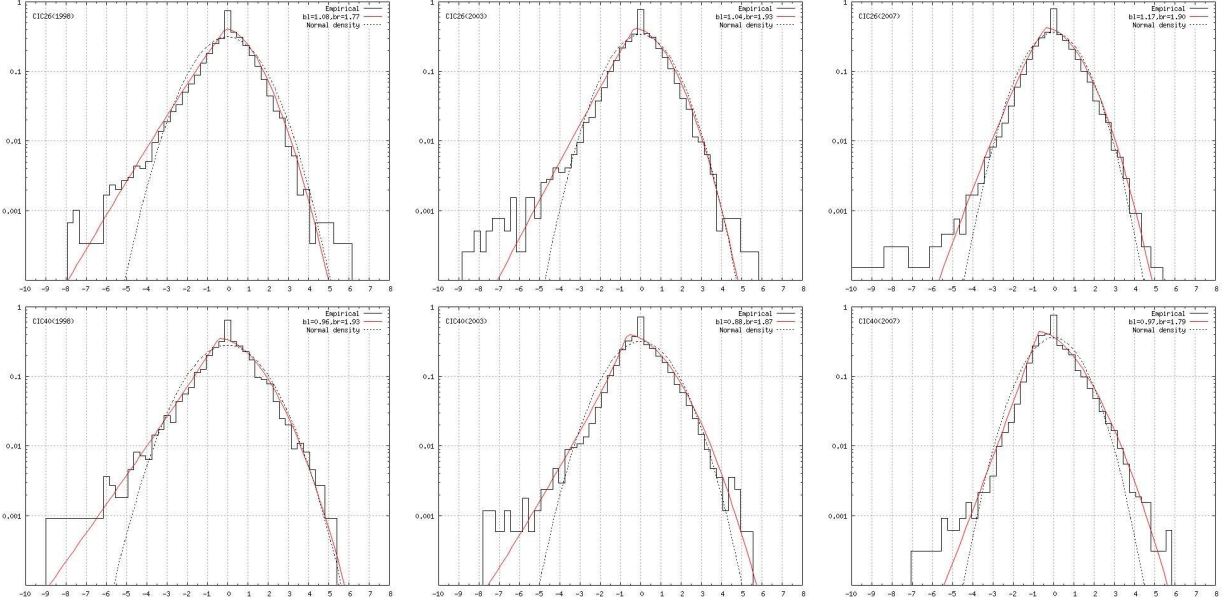 CIC26(1998)
Empirical
bl=1.08,br=1.77
Normal density
1
0.1
0.01
0.001
-10 -9 -8 -7 -6 -5 -4 -3 -2 -1 0 1 2 3 4 5 6 7 8
CIC26(2003)
Empirical
bl=1.04,br=1.93
Normal density
1
0.1
0.01
0.001
-10 -9 -8 -7 -6 -5 -4 -3 -2 -1 0 1 2 3 4 5 6 7 8
CIC26(2007)
Empirical
bl=1.17,br=1.90
Normal density
1
0.1
0.01
0.001
-10 -9 -8 -7 -6 -5 -4 -3 -2 -1 0 1 2 3 4 5 6 7 8
CIC40(1998)
Empirical
bl=0.96,br=1.93
Normal density
1
0.1
0.01
0.001
-10 -9 -8 -7 -6 -5 -4 -3 -2 -1 0 1 2 3 4 5 6 7 8
CIC40(2003)
Empirical
bl=0.88,br=1.87
Normal density
1
0.1
0.01
0.001
-10 -9 -8 -7 -6 -5 -4 -3 -2 -1 0 1 2 3 4 5 6 7 8
CIC40(2007)
Empirical
bl=0.97,br=1.79
Normal density
1
0.1
0.01
0.001
-10 -9 -8 -7 -6 -5 -4 -3 -2 -1 0 1 2 3 4 5 6 7 8